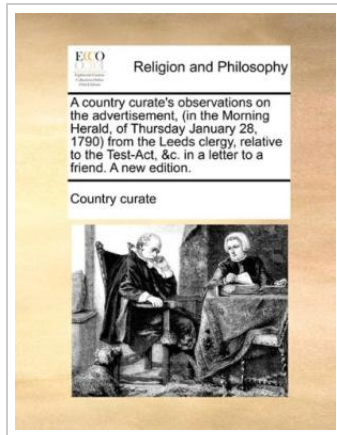 ECCO
Religion and Philosophy
A country curate's observations on
the advertisement, (in the Morning
Herald, of Thursday January 28,
1790) from the Leeds clergy, relative
to the Test-Act, &c. in a letter to a
friend. A new edition.
Country curate